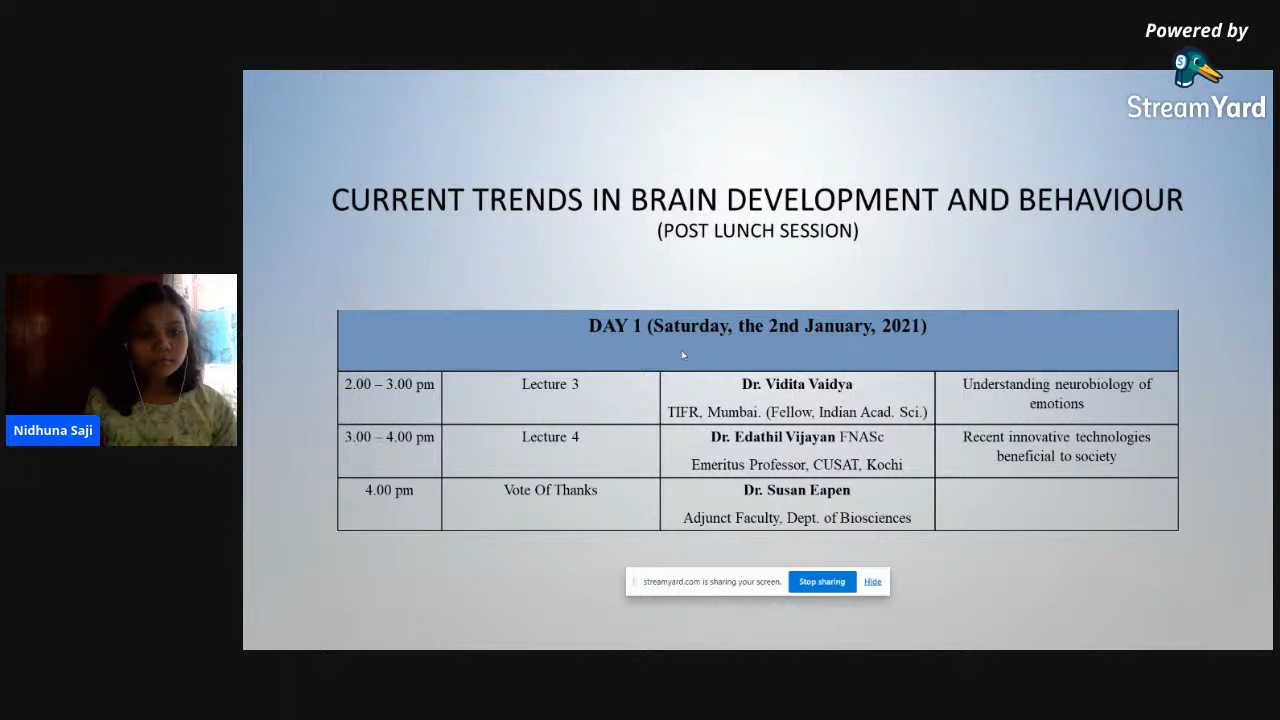 Powered by
StreamYard
CURRENT TRENDS IN BRAIN DEVELOPMENT AND BEHAVIOUR
(POST LUNCH SESSION)
DAY 1 (Saturday, the 2nd January, 2021)
2.00 – 3.00 pm
Lecture 3
Dr. Vidita Vaidya
TIFR, Mumbai. (Fellow, Indian Acad. Sci.)
Understanding neurobiology of
emotions
3.00 – 4.00 pm
Lecture 4
Dr. Edathil Vijayan FNASc
Emeritus Professor, CUSAT, Kochi
Recent innovative technologies
beneficial to society
4.00 pm
Vote Of Thanks
Dr. Susan Eapen
Adjunct Faculty, Dept. of Biosciences
Nidhuna Saji
streamyard.com is sharing your screen.
Stop sharing
Hide